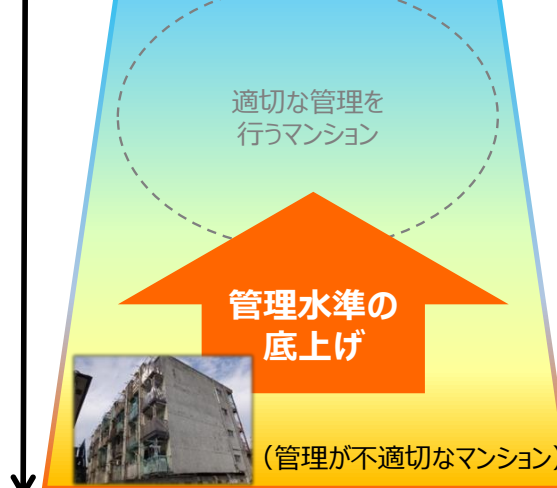 適切な管理を
行うマンション
管理水準の
底上げ
（管理が不適切なマンション）